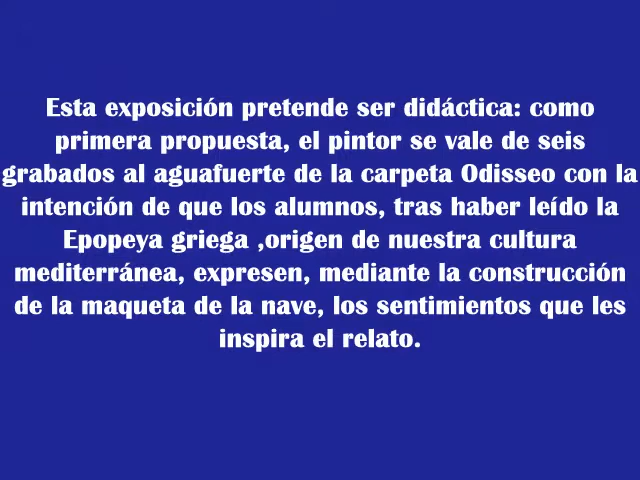 Esta exposición pretende ser didáctica: como
primera propuesta, el pintor se vale de seis
grabados al aguafuerte de la carpeta Odisseo con la
intención de que los alumnos, tras haber leído la
Epopeya griega ,origen de nuestra cultura
mediterránea, expresen, mediante la construcción
de la maqueta de la nave, los sentimientos que les
inspira el relato.